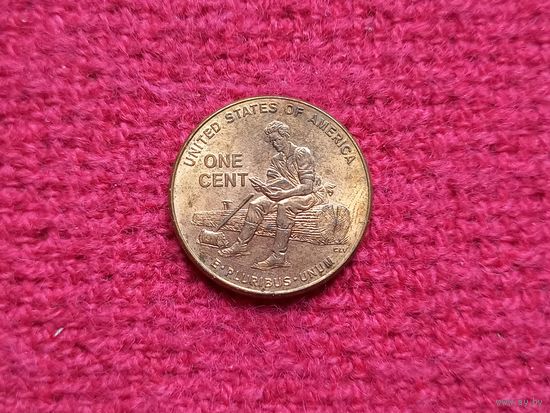 UNITED STATES OF AMERICA
ONE
CENT
E·PLURIBUS·UNUM
www.ay.by